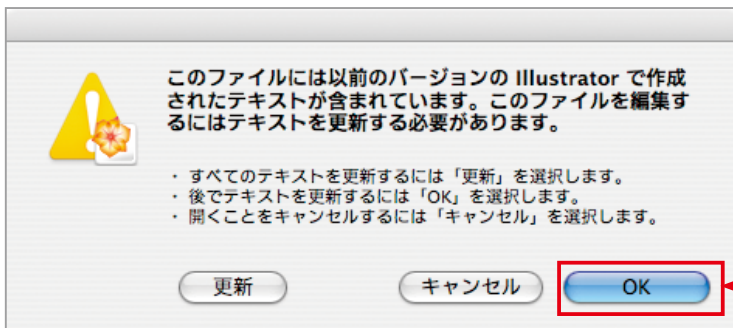 このファイルには以前のバージョンの Illustrator で作成
されたテキストが含まれています。このファイルを編集す
るにはテキストを更新する必要があります。
・ すべてのテキストを更新するには「更新」を選択します。
・ 後でテキストを更新するには「OK」を選択します。
・ 開くことをキャンセルするには「キャンセル」を選択します。
更新 キャンセル OK